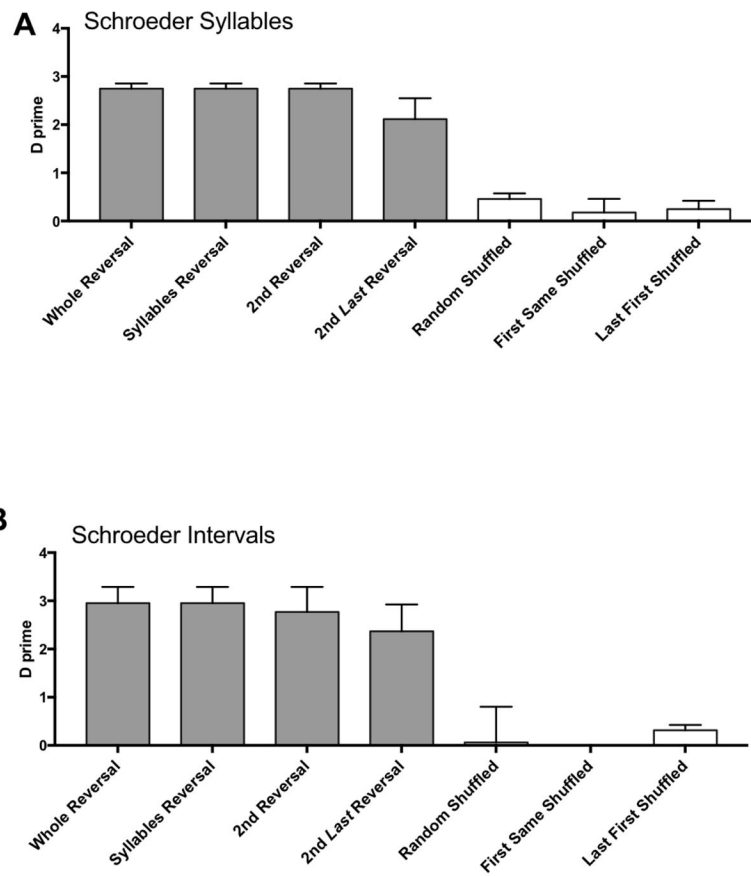 A Schroeder Syllables
4
3
2
1
0
D prime
Whole Reversal
Syllables Reversal
2nd Reversal
2nd Last Reversal
Random Shuffled
First Same Shuffled
Last First Shuffled
B
Schroeder Intervals
4
3
2
1
0
D prime
Whole Reversal
Syllables Reversal
2nd Reversal
2nd Last Reversal
Random Shuffled
First Same Shuffled
Last First Shuffled